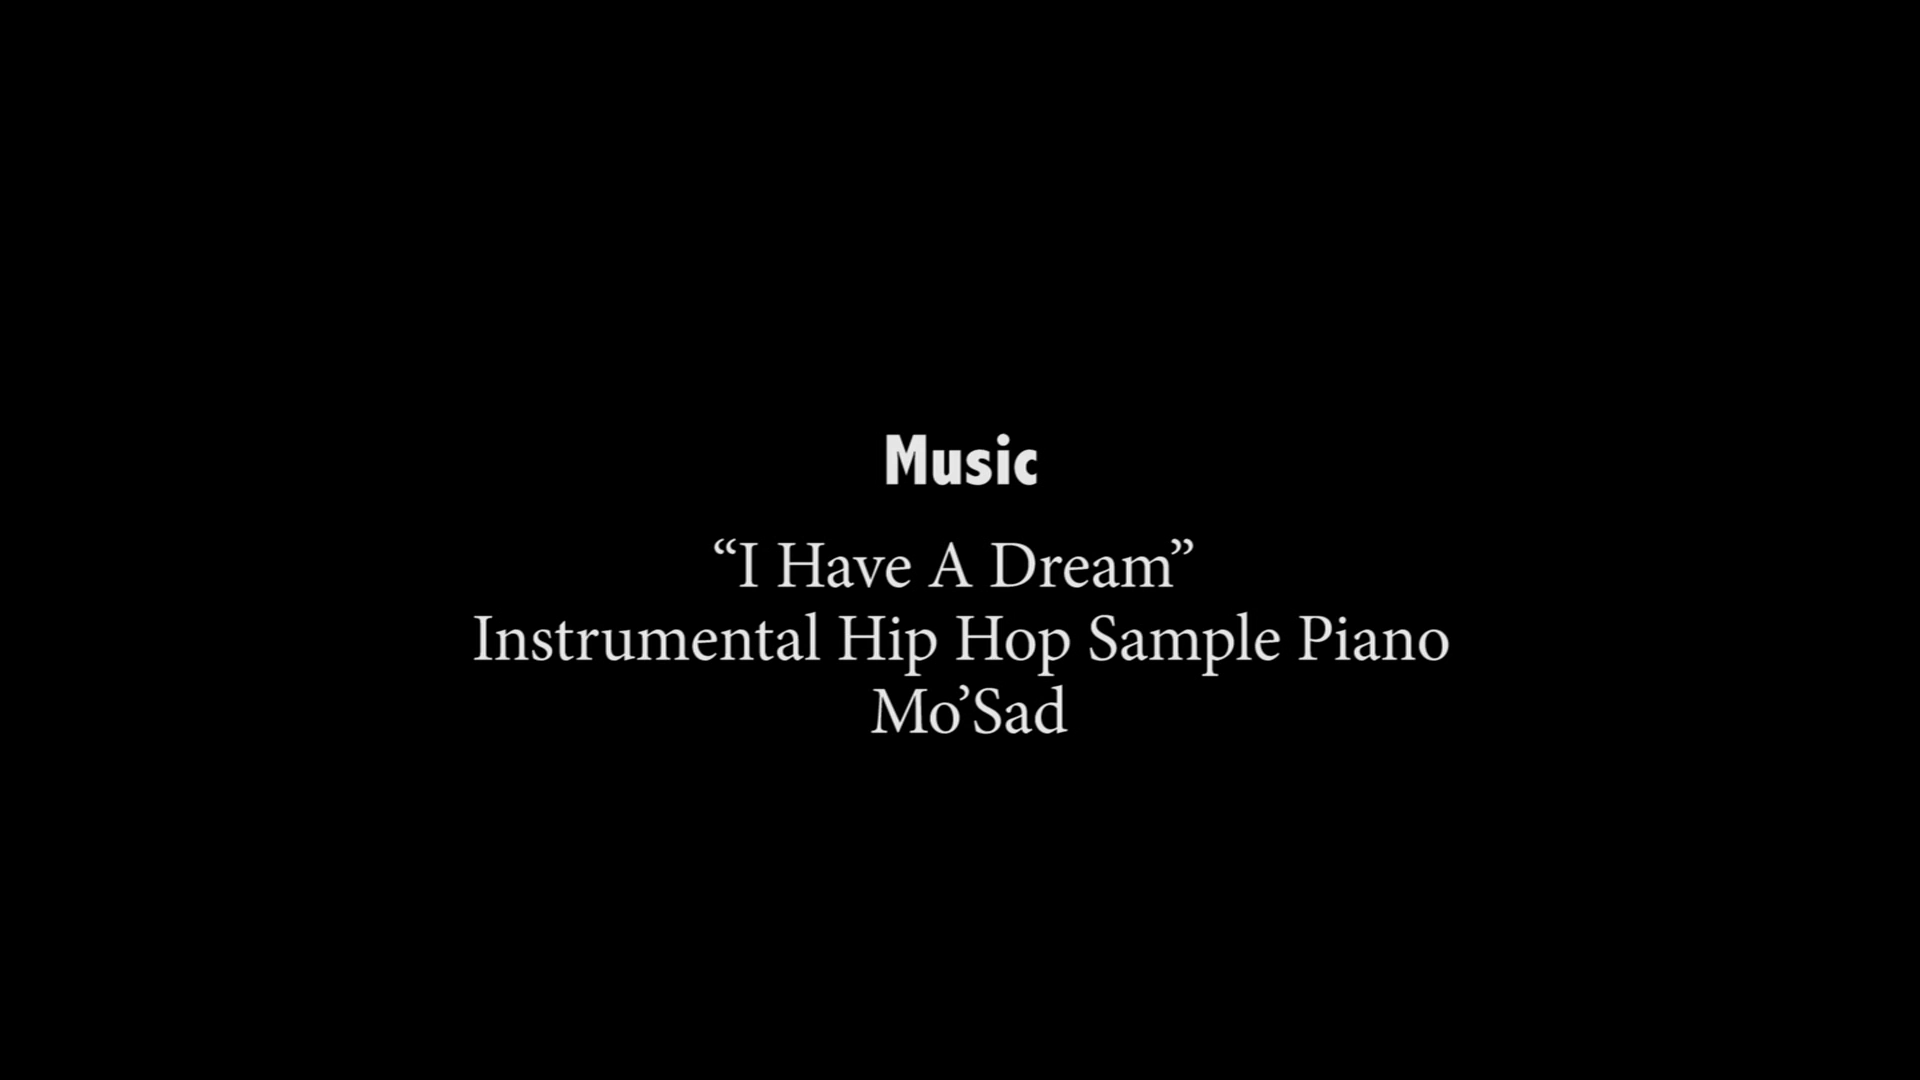 Music
“I Have A Dream”
Instrumental Hip Hop Sample Piano
Mo’Sad